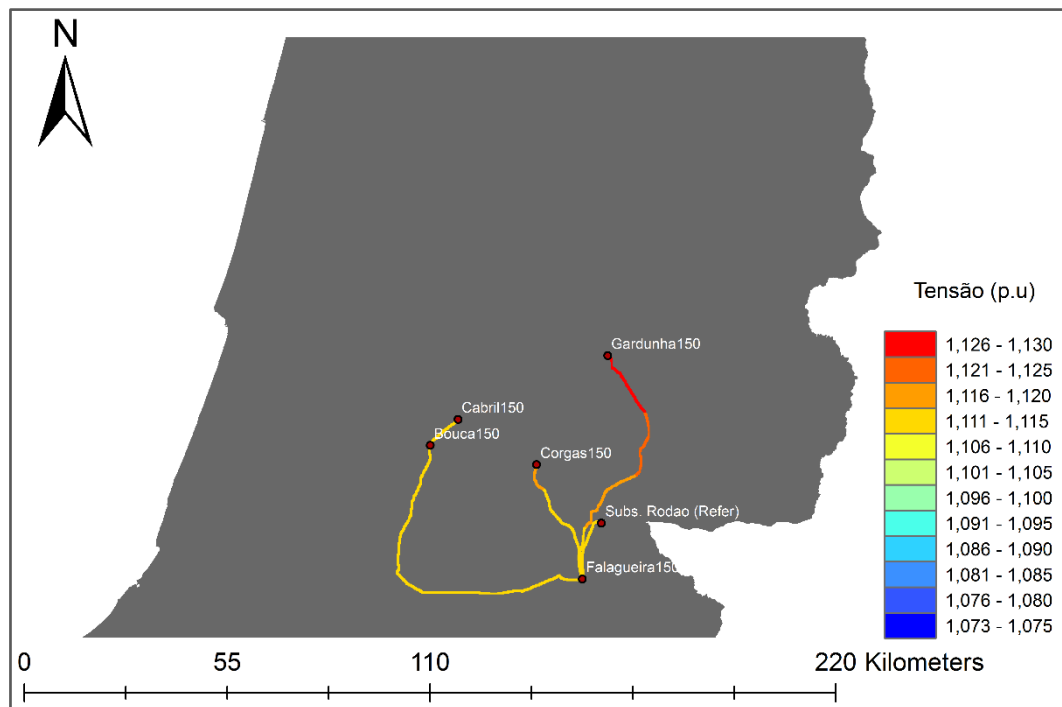 N
Gardunha150
Cabril150
Bouca150
Corgas150
Subs. Rodao (Refer)
Falagueira150
Tensão (p.u)
1,126 - 1,130
1,121 - 1,125
1,116 - 1,120
1,111 - 1,115
1,106 - 1,110
1,101 - 1,105
1,096 - 1,100
1,091 - 1,095
1,086 - 1,090
1,081 - 1,085
1,076 - 1,080
1,073 - 1,075
0 55 110 220 Kilometers